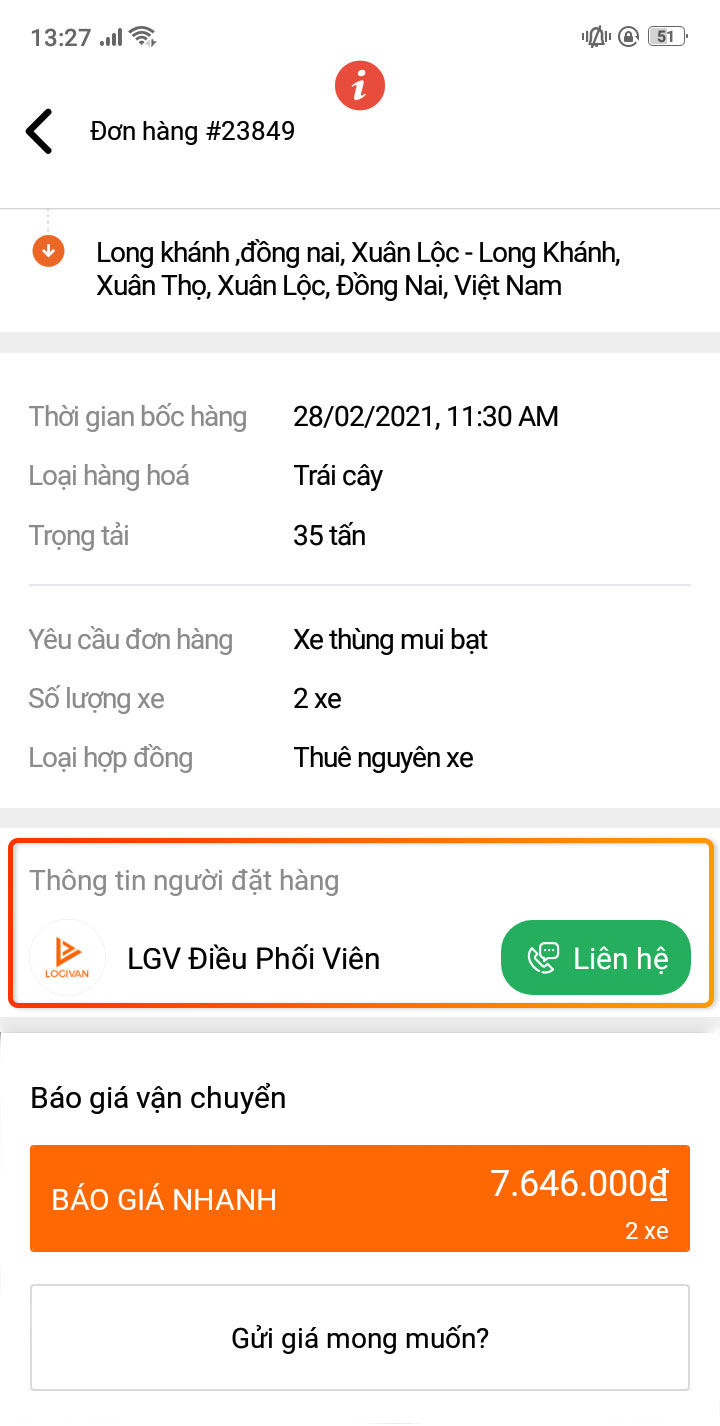 13:27
51
i
Đơn hàng #23849
Long khánh ,đồng nai, Xuân Lộc - Long Khánh,
Xuân Thọ, Xuân Lộc, Đồng Nai, Việt Nam
Thời gian bốc hàng 28/02/2021, 11:30 AM
Loại hàng hoá Trái cây
Trọng tải 35 tấn
Yêu cầu đơn hàng Xe thùng mui bạt
Số lượng xe 2 xe
Loại hợp đồng Thuê nguyên xe
Thông tin người đặt hàng
LOGIVAN
LGV Điều Phối Viên
Liên hệ
Báo giá vận chuyển
BÁO GIÁ NHANH
7.646.000₫
2 xe
Gửi giá mong muốn?